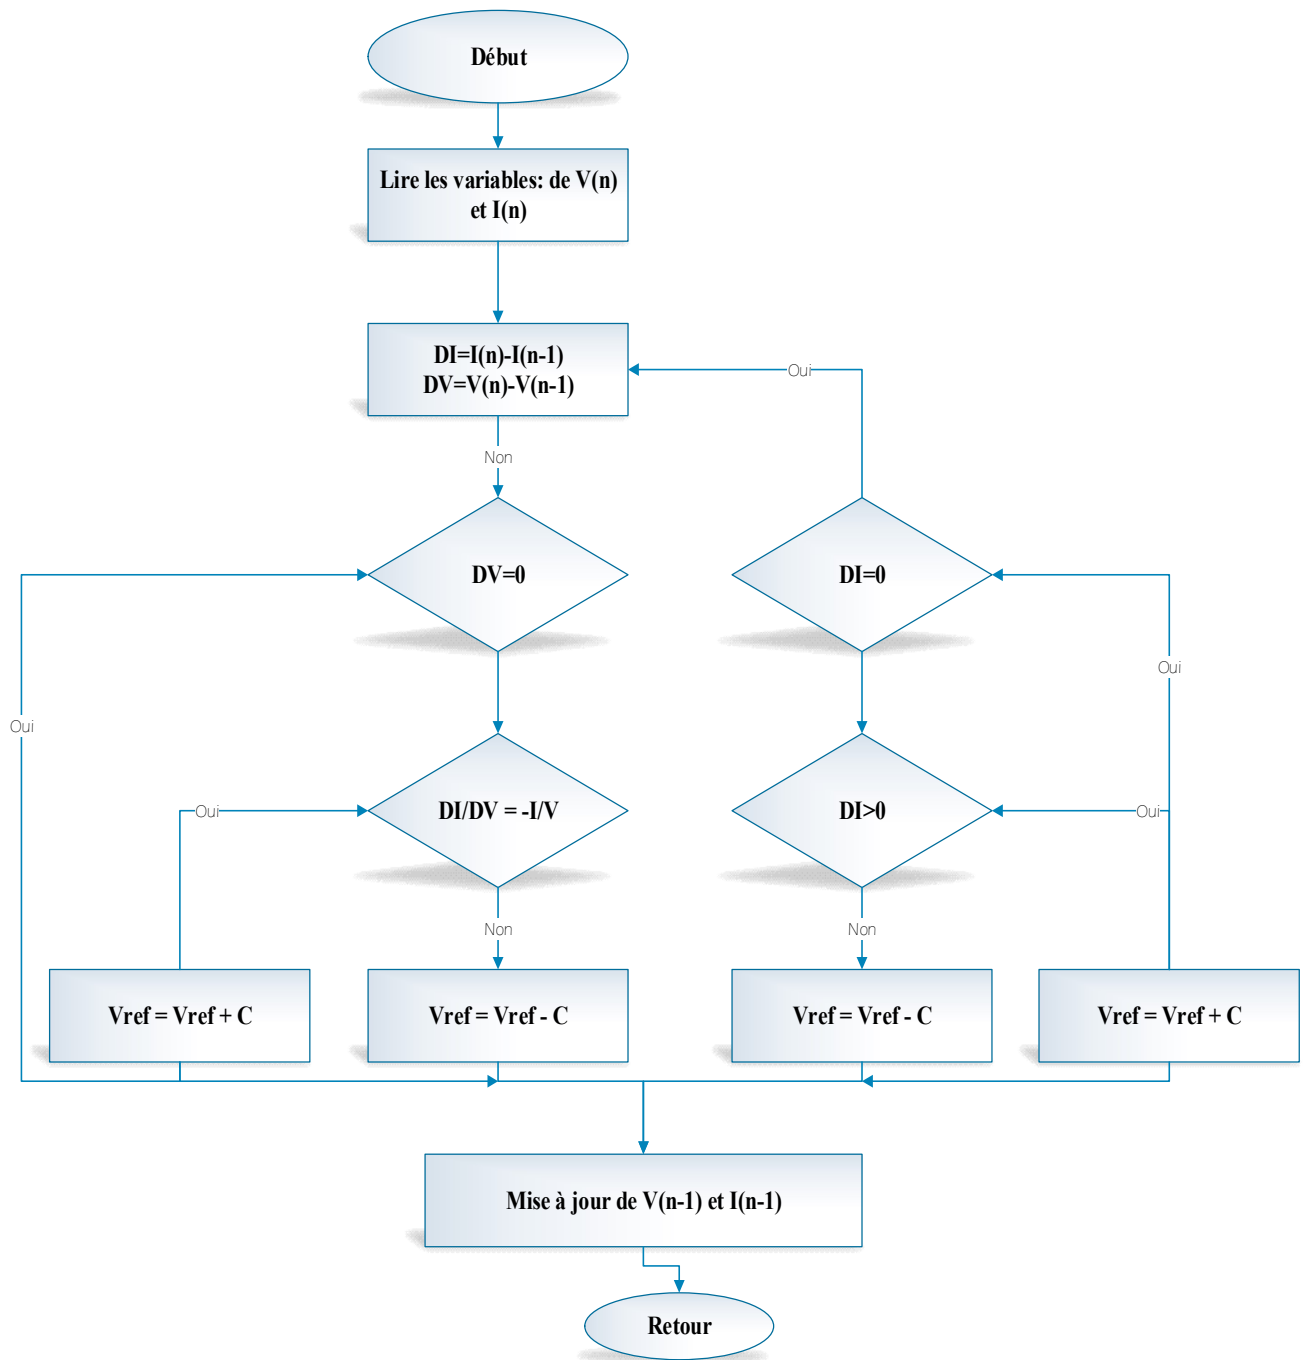 Début
Lire les variables: de V(n)
et I(n)
DI=I(n)-I(n-1)
DV=V(n)-V(n-1)
Oui
Non
DV=0
DI=0
Oui
Oui
DI/DV = -I/V
DI>0
Oui
Oui
Non
Non
Vref = Vref + C
Vref = Vref - C
Vref = Vref - C
Vref = Vref + C
Mise à jour de V(n-1) et I(n-1)
Retour